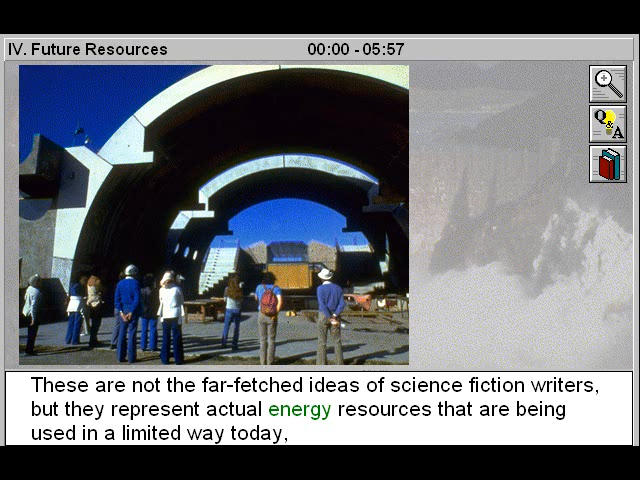 IV. Future Resources 00:00 - 05:57
Q&A
These are not the far-fetched ideas of science fiction writers,
but they represent actual energy resources that are being
used in a limited way today,